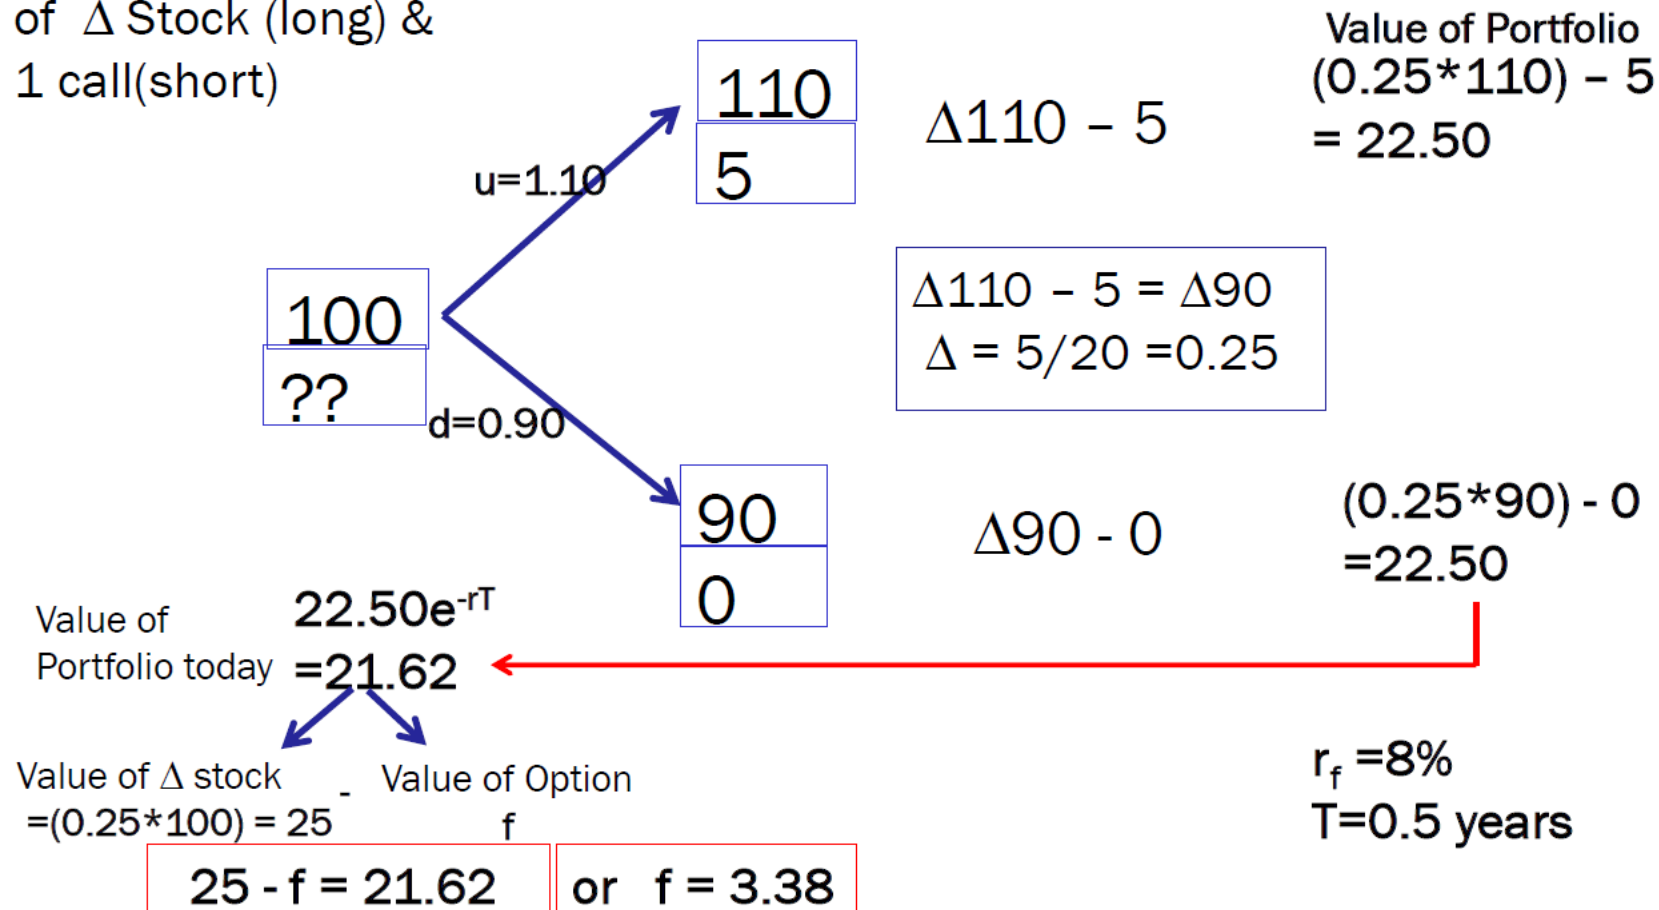 of Δ Stock (long) &
1 call(short)
Value of Portfolio
(0.25*110) – 5
= 22.50
110
5
Δ110 – 5
u=1.10
100
??
Δ110 – 5 = Δ90
Δ = 5/20 =0.25
d=0.90
90
0
Δ90 - 0
(0.25*90) - 0
=22.50
Value of
Portfolio today
22.50e^-rT
=21.62
Value of Δ stock
=(0.25*100) = 25
-
Value of Option
f
r_f =8%
T=0.5 years
25 - f = 21.62
or f = 3.38